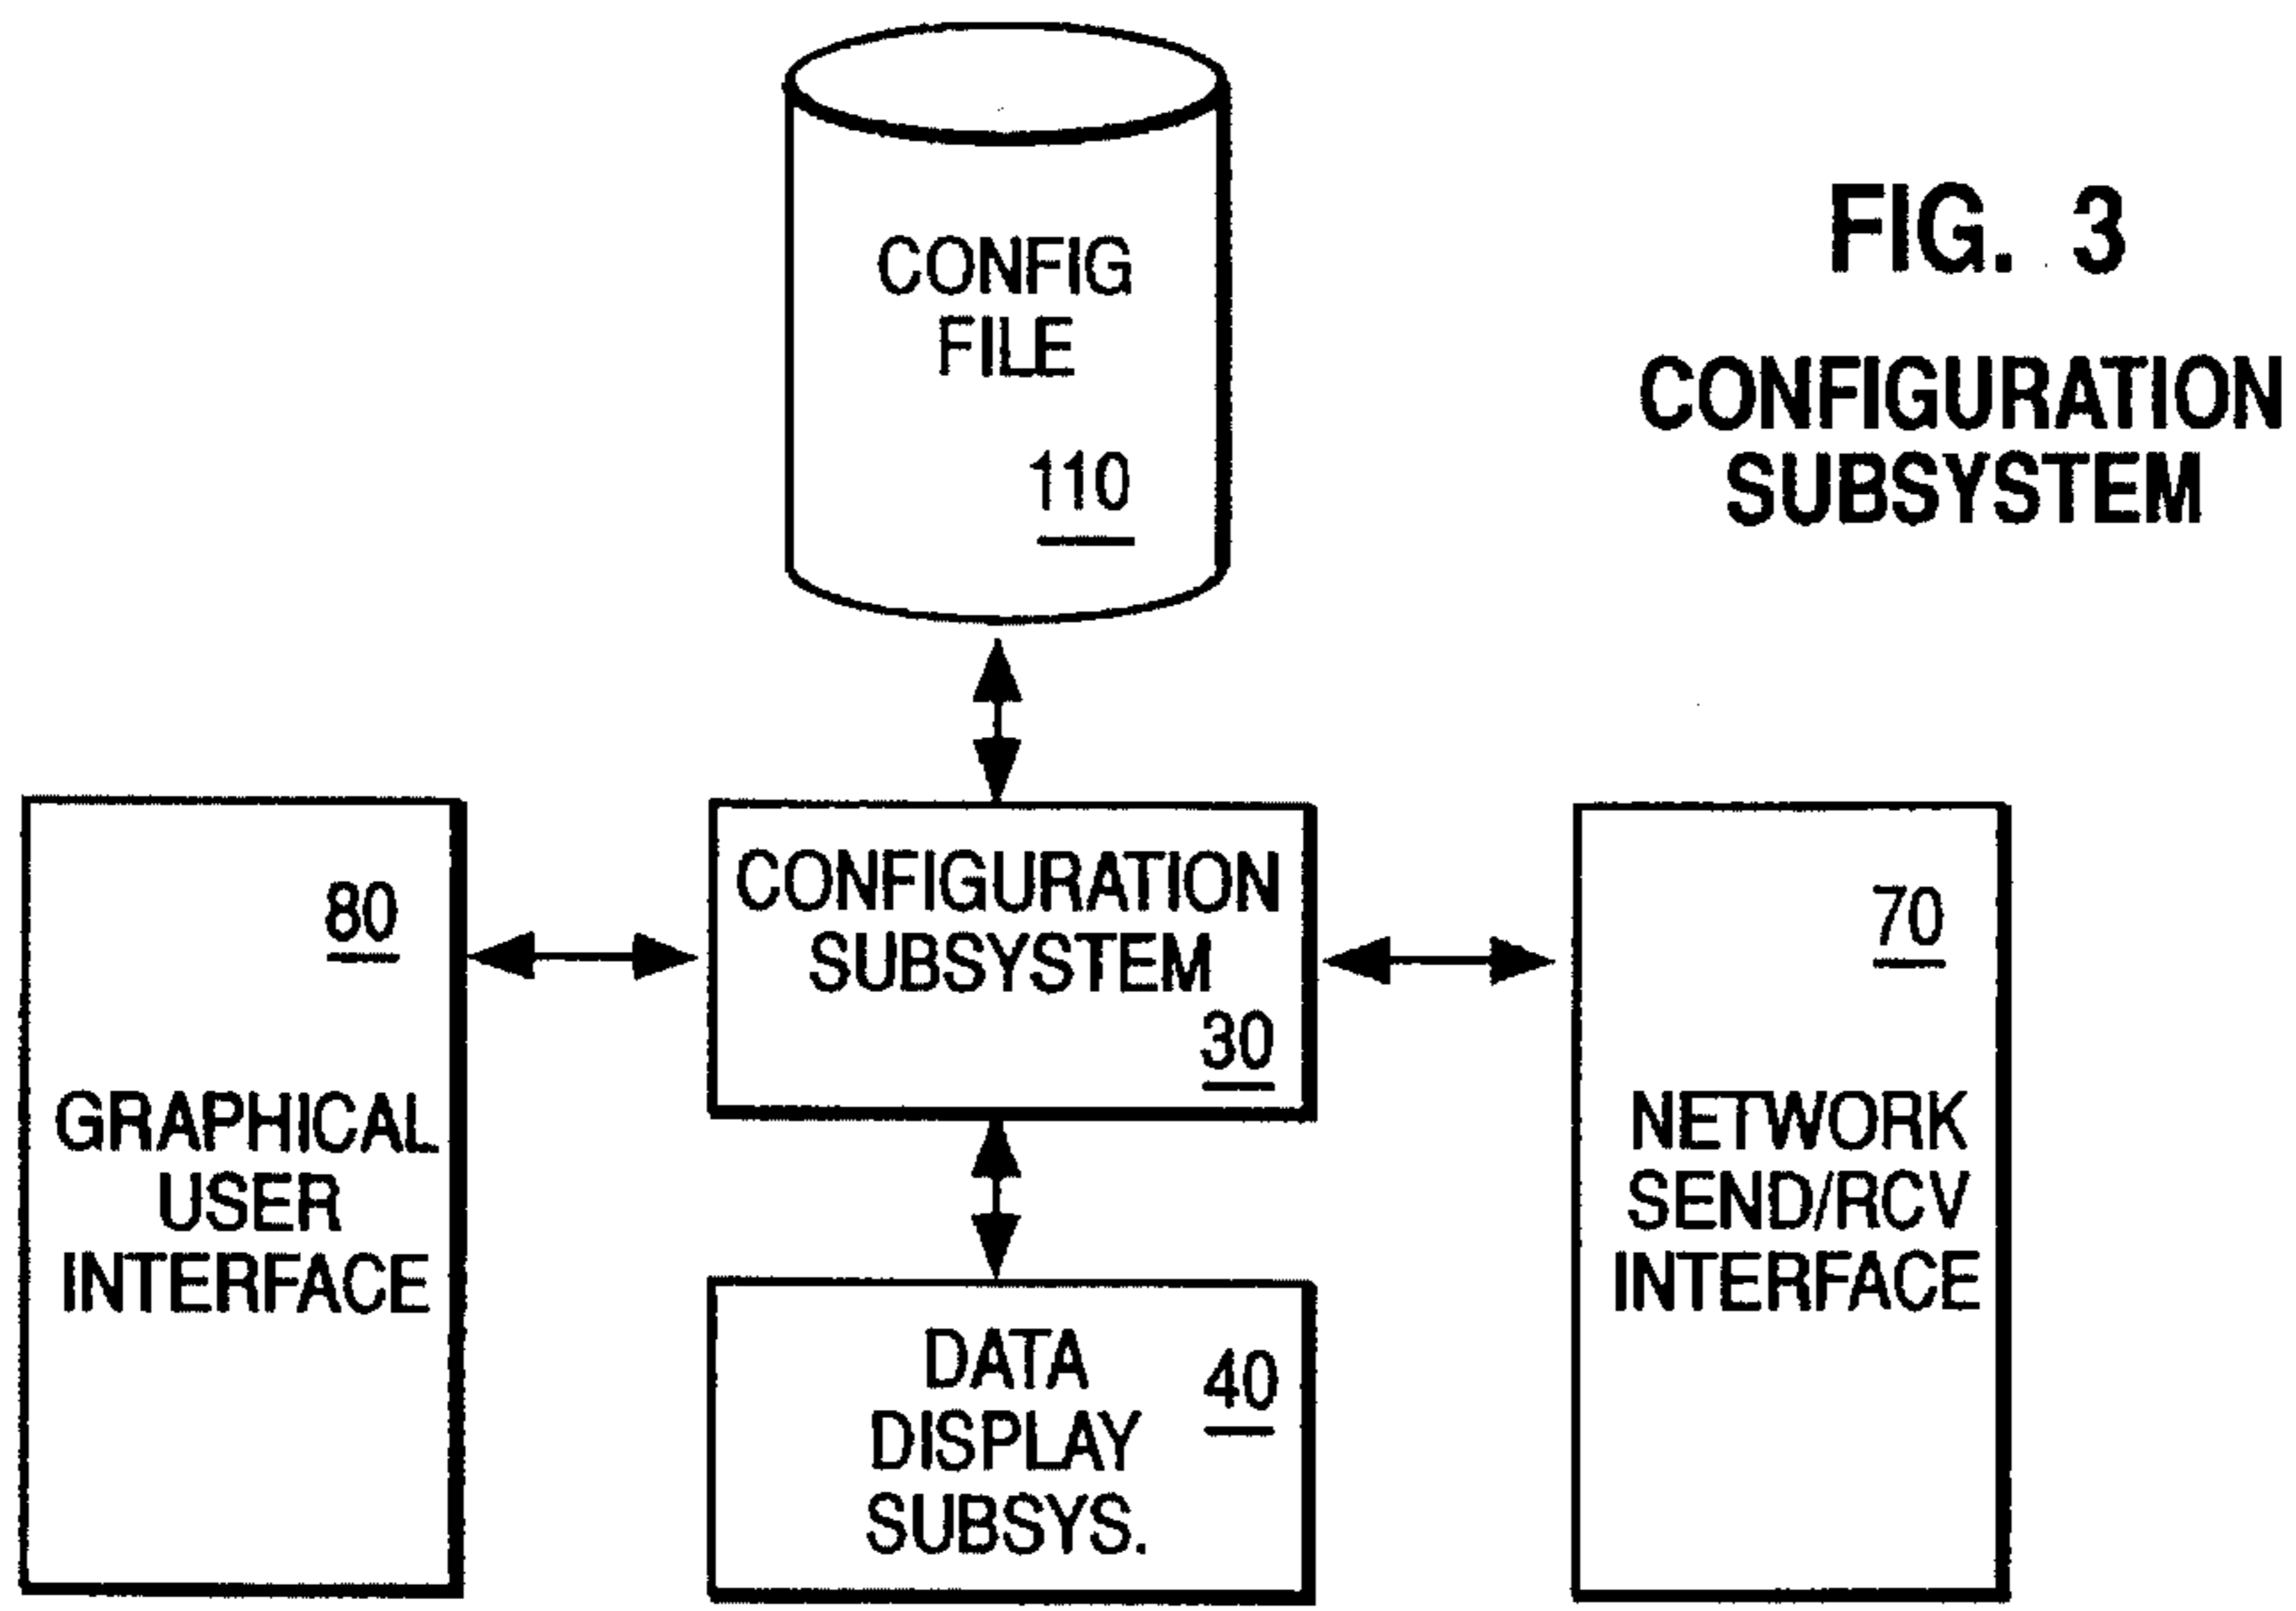 CONFIG
FILE
110
FIG. 3
CONFIGURATION
SUBSYSTEM
80
GRAPHICAL
USER
INTERFACE
CONFIGURATION
SUBSYSTEM
30
DATA
DISPLAY
SUBSYS.
40
70
NETWORK
SEND/RCV
INTERFACE